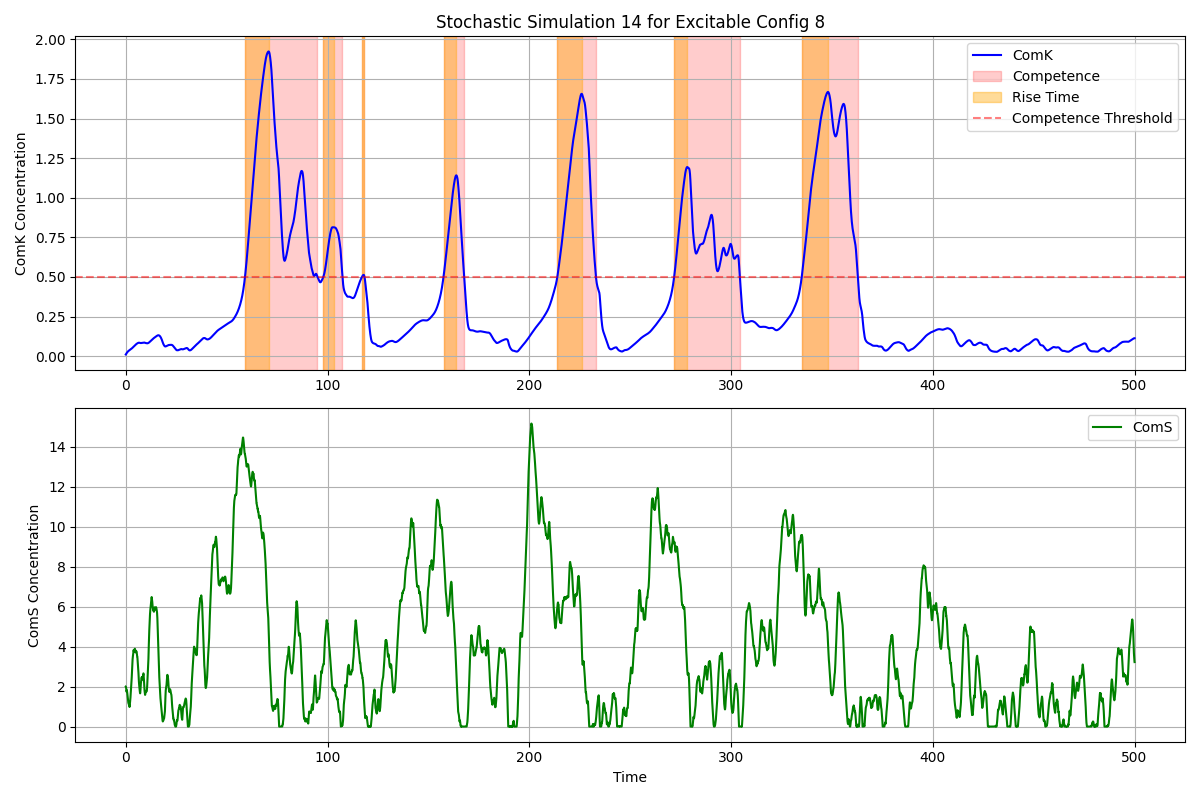 Stochastic Simulation 14 for Excitable Config 8
ComK Concentration
2.00
1.75
1.50
1.25
1.00
0.75
0.50
0.25
0.00
ComK
Competence
Rise Time
Competence Threshold
0 100 200 300 400 500
ComS Concentration
14
12
10
8
6
4
2
0
ComS
0 100 200 300 400 500
Time